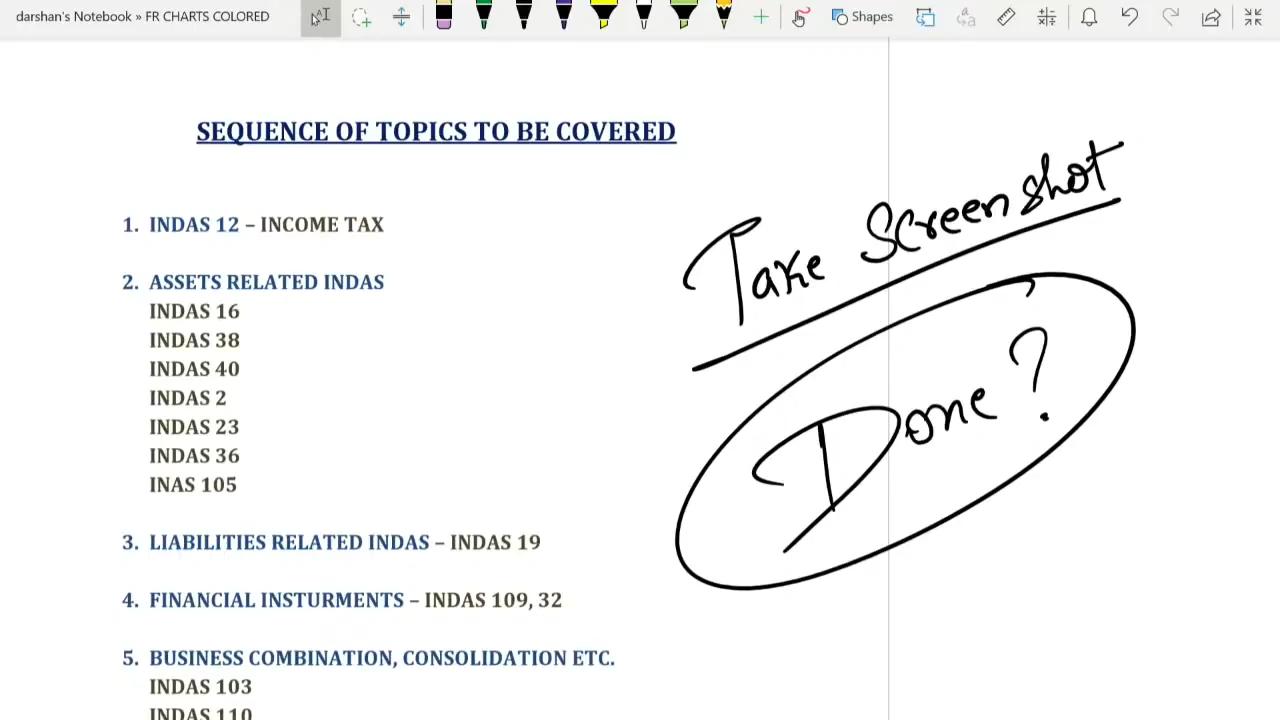 darshan's Notebook » FR CHARTS COLORED
Shapes
SEQUENCE OF TOPICS TO BE COVERED
1. INDAS 12 – INCOME TAX
2. ASSETS RELATED INDAS
INDAS 16
INDAS 38
INDAS 40
INDAS 2
INDAS 23
INDAS 36
INAS 105
3. LIABILITIES RELATED INDAS – INDAS 19
4. FINANCIAL INSTURMENTS – INDAS 109, 32
5. BUSINESS COMBINATION, CONSOLIDATION ETC.
INDAS 103
INDAS 110
Take Screenshot
Done?